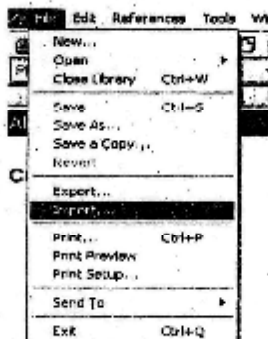 File Edit References Tools
New...
Open
Close Library Ctrl+W
Save Ctrl+S
Save As...
Save a Copy...
Revert
Export...
Import...
Print... Ctrl+P
Print Preview
Print Setup...
Send To
Exit Ctrl+Q